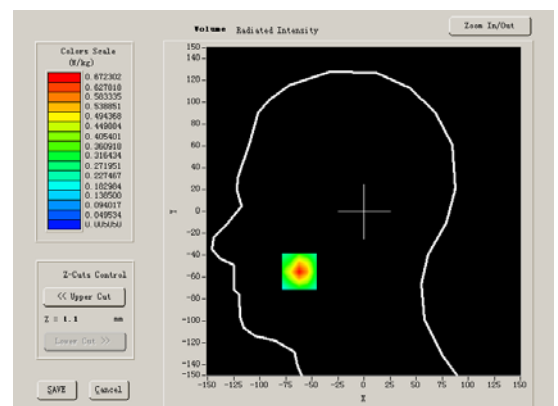 Volume Radiated Intensity
Zoom In/Out
Colors Scale
(W/kg)
0.672302
0.627818
0.583335
0.538851
0.494368
0.449884
0.405401
0.360918
0.316434
0.271951
0.227467
0.182984
0.138500
0.094017
0.049534
Z-Cuts Control
<< Upper Cut
Z = 1.1 mm
Lower Cut >>
SAVE
Cancel
150
140
120
100
80
60
40
20
0
-20
-40
-60
-80
-100
-120
-140
-150
Y
-150 -125 -100 -75 -50 -25 0 25 50 75 100 125 150
X